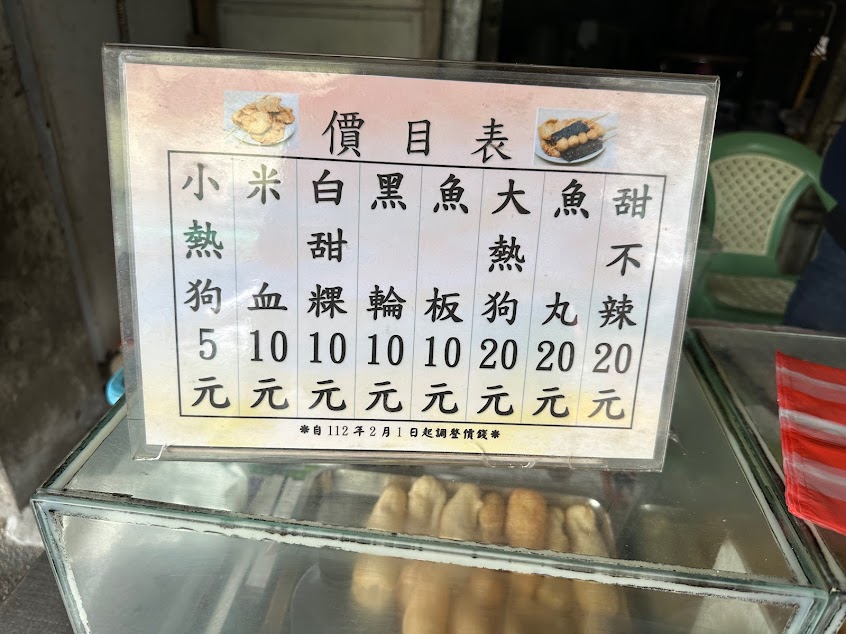 價目表
甜不辣20元
魚丸20元
大熱狗20元
魚板10元
黑輪10元
白甜粿10元
米血10元
小熱狗5元
※自112年2月1日起調整價錢※